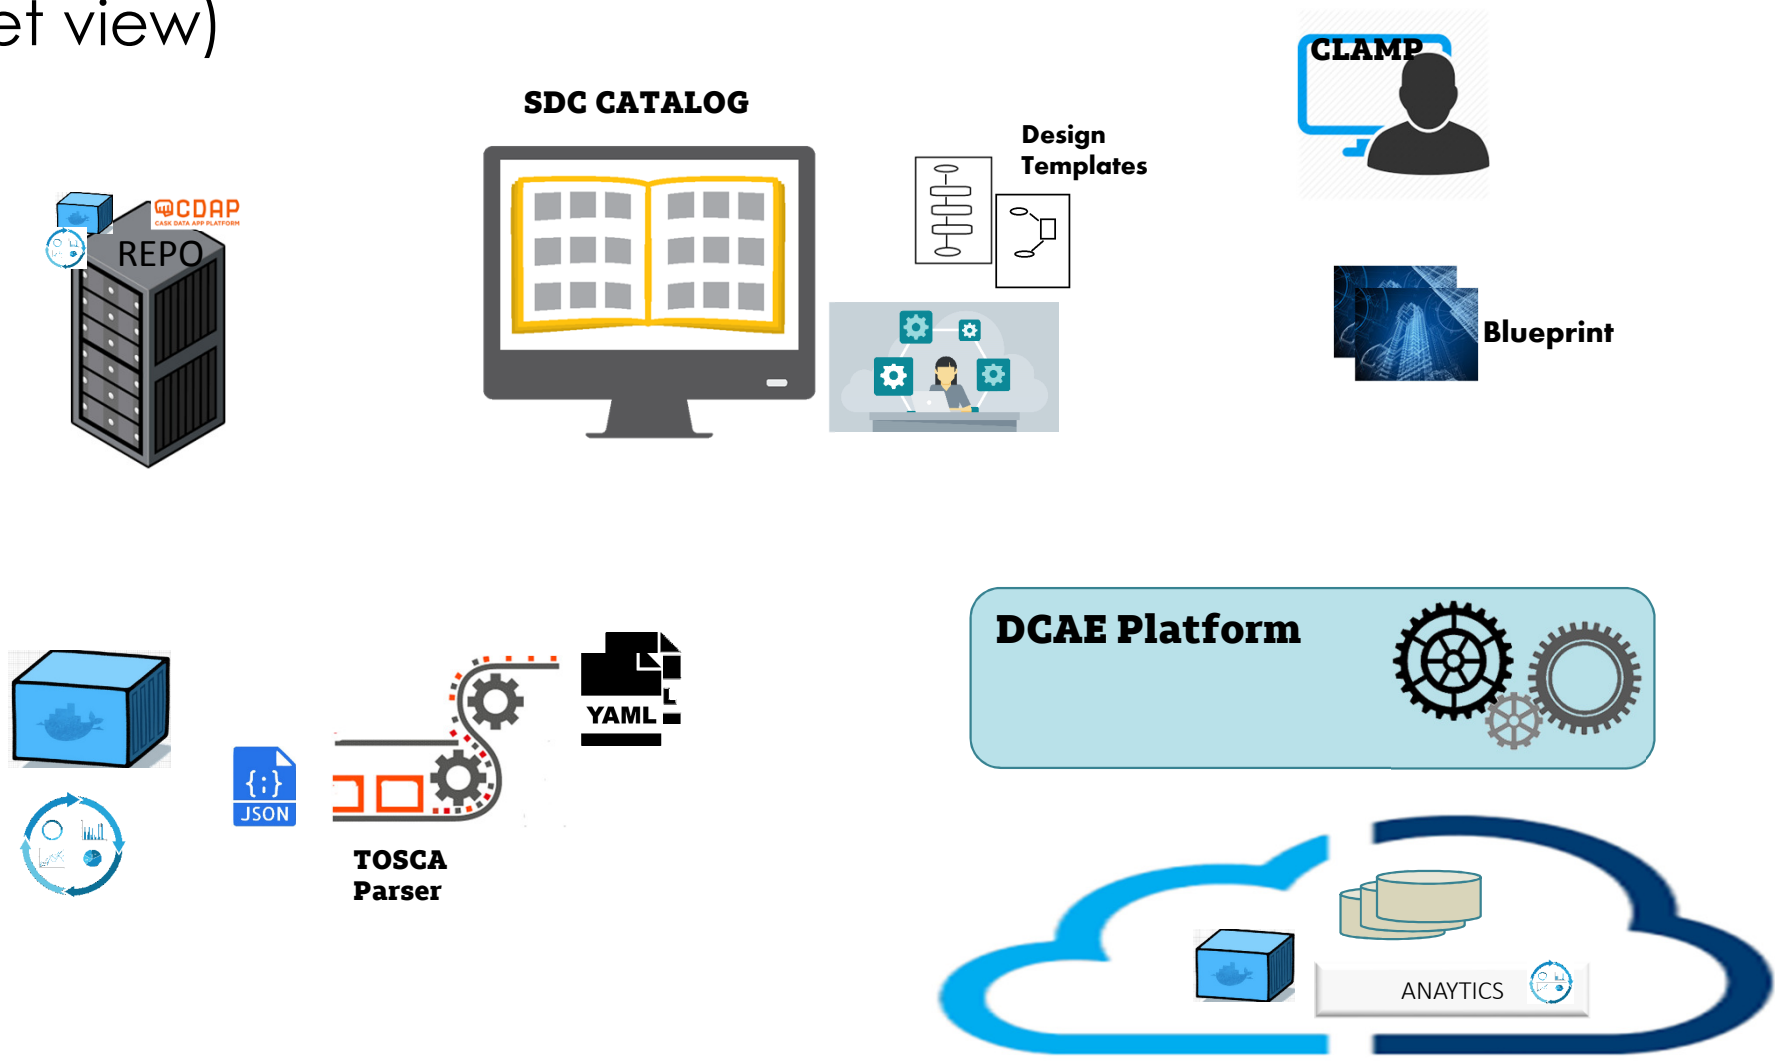 et view)
CLAMP
SDC CATALOG
Design
Templates
CDAP
CASK DATA APP PLATFORM
REPO
Blueprint
DCAE Platform
YAML
{;}
JSON
TOSCA
Parser
ANAYTICS